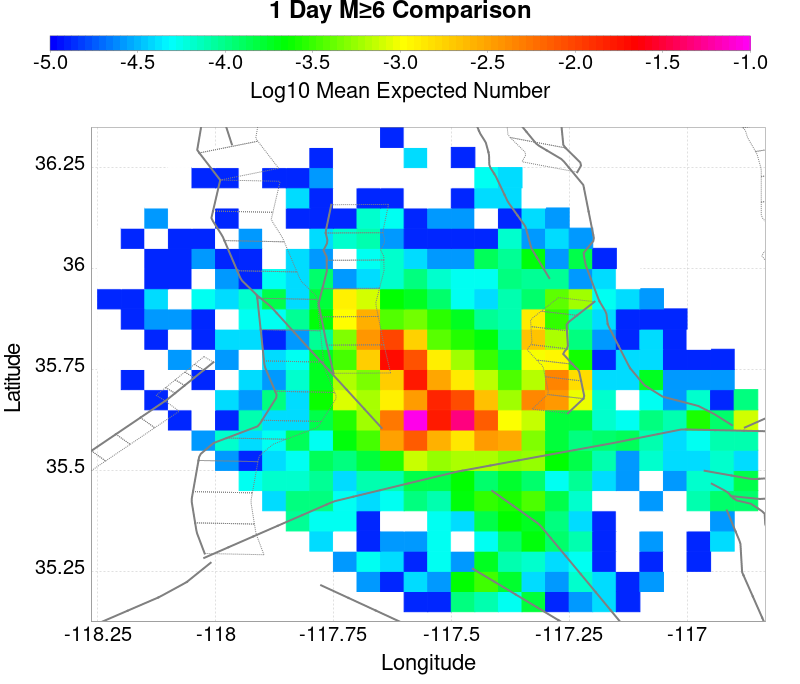 1 Day M≥6 Comparison
-5.0 -4.5 -4.0 -3.5 -3.0 -2.5 -2.0 -1.5 -1.0
Log10 Mean Expected Number
36.25
36
35.75
35.5
35.25
Latitude
-118.25 -118 -117.75 -117.5 -117.25 -117
Longitude